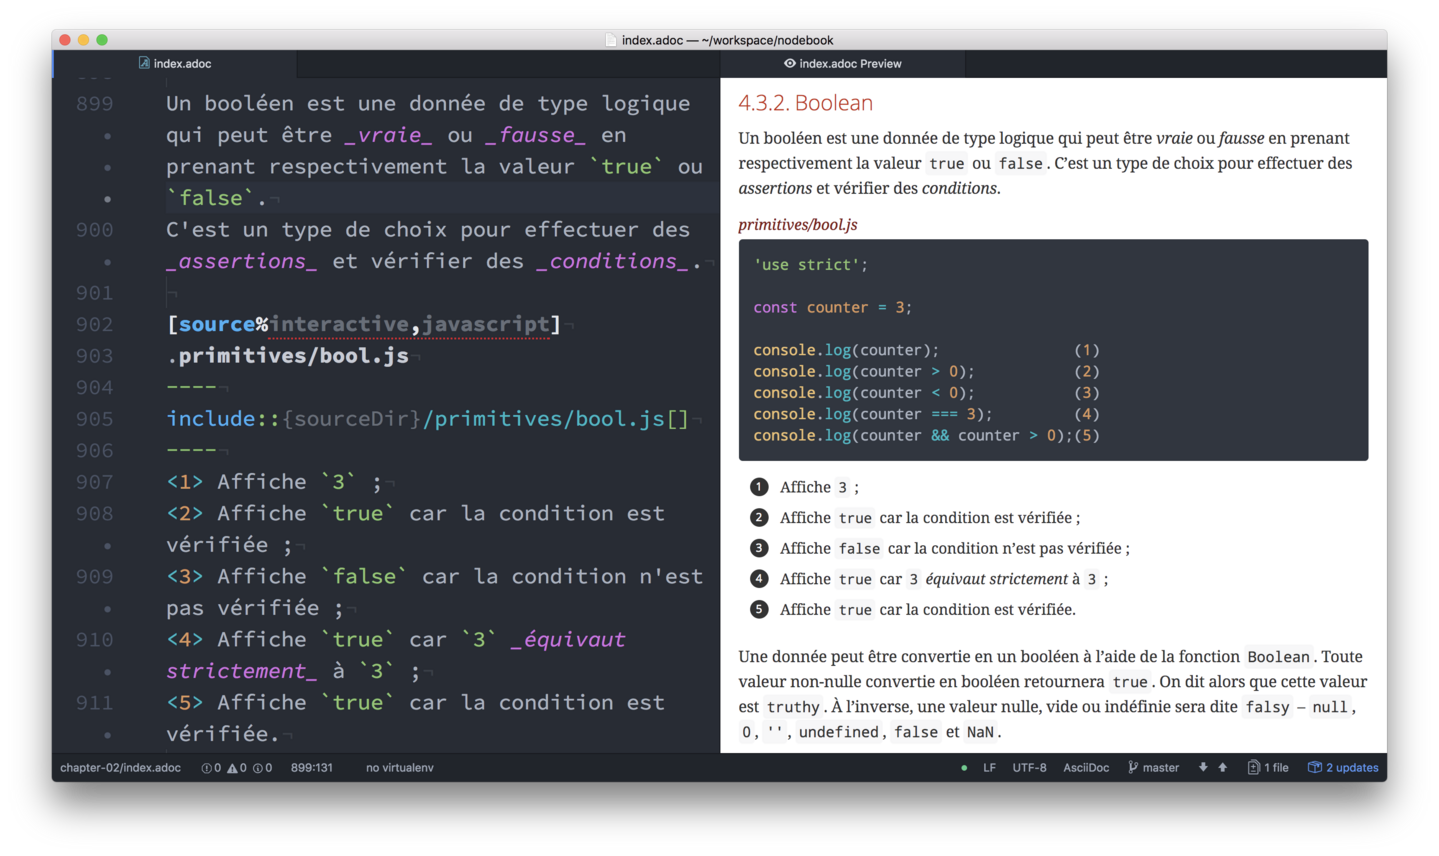 index.adoc — ~/workspace/nodebook
index.adoc
899 Un booléen est une donnée de type logique
• qui peut être _vraie_ ou _fausse_ en
• prenant respectivement la valeur `true` ou
• `false`.¬
900 C'est un type de choix pour effectuer des
• _assertions_ et vérifier des _conditions_.¬
901 ¬
902 [source%interactive,javascript]¬
903 .primitives/bool.js¬
904 ----¬
905 include::{sourceDir}/primitives/bool.js[]¬
906 ----¬
907 <1> Affiche `3` ;¬
908 <2> Affiche `true` car la condition est
• vérifiée ;¬
909 <3> Affiche `false` car la condition n'est
• pas vérifiée ;¬
910 <4> Affiche `true` car `3` _équivaut
• strictement_ à `3` ;¬
911 <5> Affiche `true` car la condition est
• vérifiée.¬
index.adoc Preview
4.3.2. Boolean
Un booléen est une donnée de type logique qui peut être vraie ou fausse en prenant
respectivement la valeur true ou false. C’est un type de choix pour effectuer des
assertions et vérifier des conditions.
primitives/bool.js
'use strict';
const counter = 3;
console.log(counter); (1)
console.log(counter > 0); (2)
console.log(counter < 0); (3)
console.log(counter === 3); (4)
console.log(counter && counter > 0);(5)
1 Affiche 3 ;
2 Affiche true car la condition est vérifiée ;
3 Affiche false car la condition n’est pas vérifiée ;
4 Affiche true car 3 équivaut strictement à 3 ;
5 Affiche true car la condition est vérifiée.
Une donnée peut être convertie en un booléen à l’aide de la fonction Boolean. Toute
valeur non-nulle convertie en booléen retournera true. On dit alors que cette valeur
est truthy. À l’inverse, une valeur nulle, vide ou indéfinie sera dite falsy – null,
0, '', undefined, false et NaN.
chapter-02/index.adoc 0 0 0 899:131 no virtualenv LF UTF-8 AsciiDoc master 1 file 2 updates